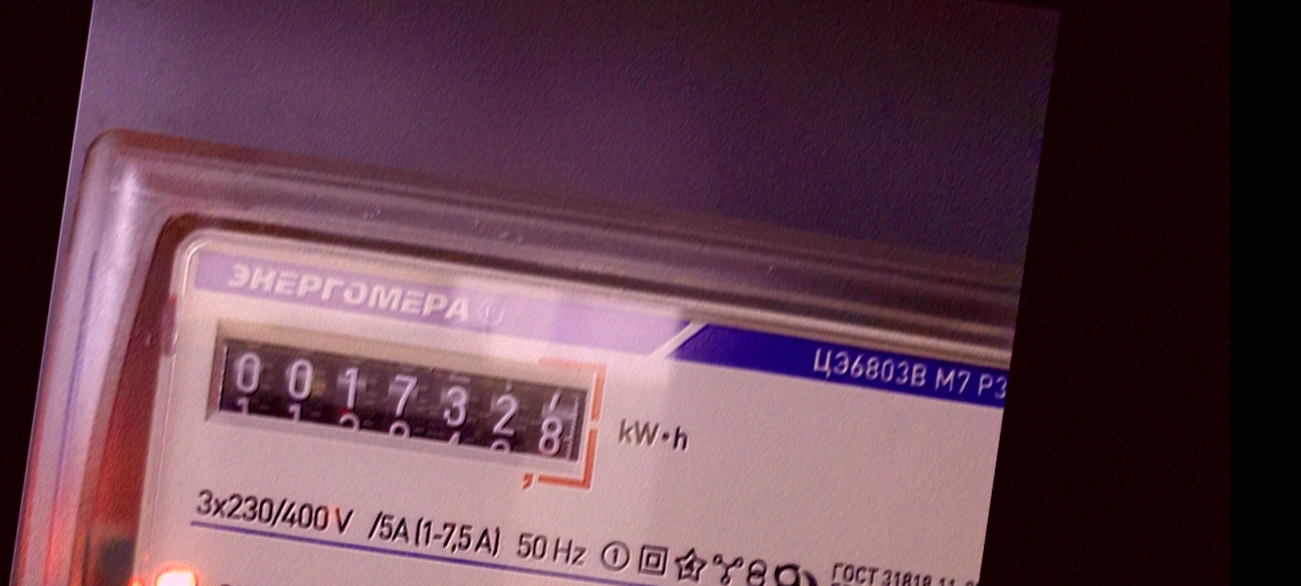 ЭНЕРГОМЕРА
ЦЭ6803В М7 Р3
0017328
kW•h
3x230/400 V /5A (1-7,5 A) 50 Hz
ГОСТ 31818.11